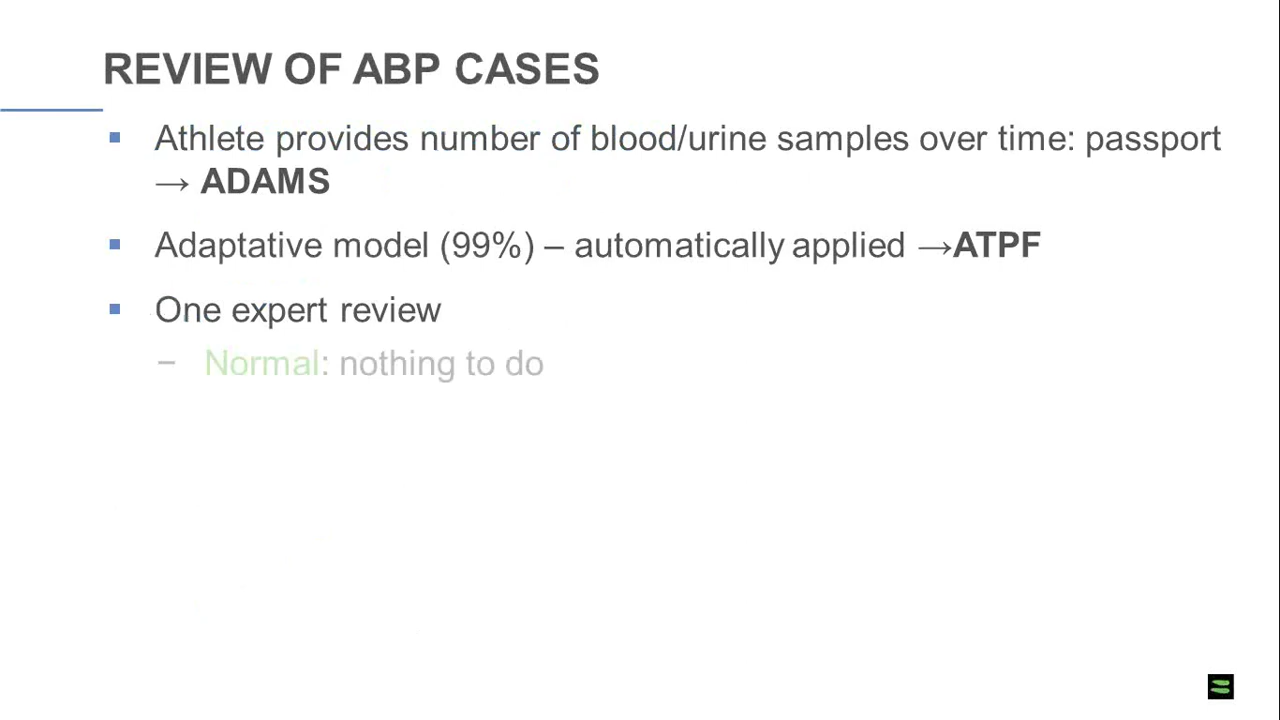 REVIEW OF ABP CASES
Athlete provides number of blood/urine samples over time: passport
→ ADAMS
Adaptative model (99%) – automatically applied →ATPF
One expert review
− Normal: nothing to do